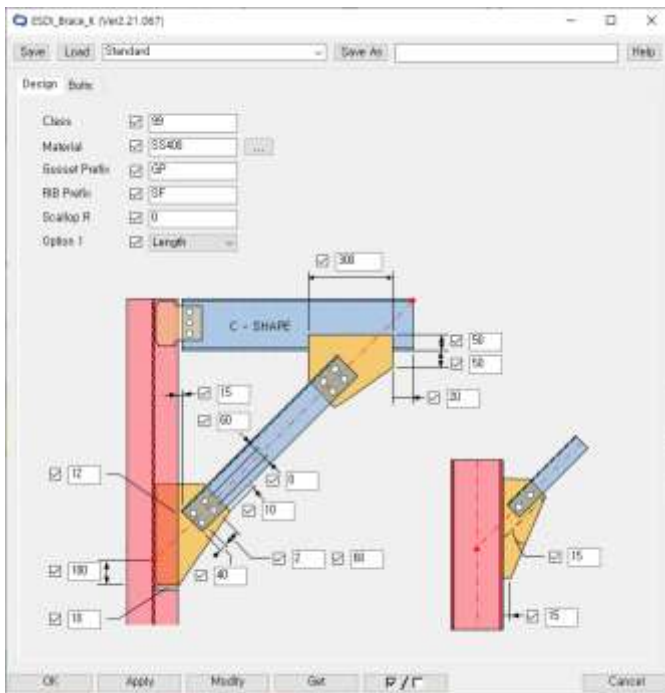 ESDI_Brace_K (Ver2.21.067)
Save Load Standard Save As Help
Design Bolts
Class 99
Material SS400 ...
Gusset Prefix GP
RIB Prefix SF
Scallop R 0
Option 1 Length
300
C - SHAPE
50
50
15
20
60
12
0
10
15
2 60
100
40
15
10
OK Apply Modify Get Cancel